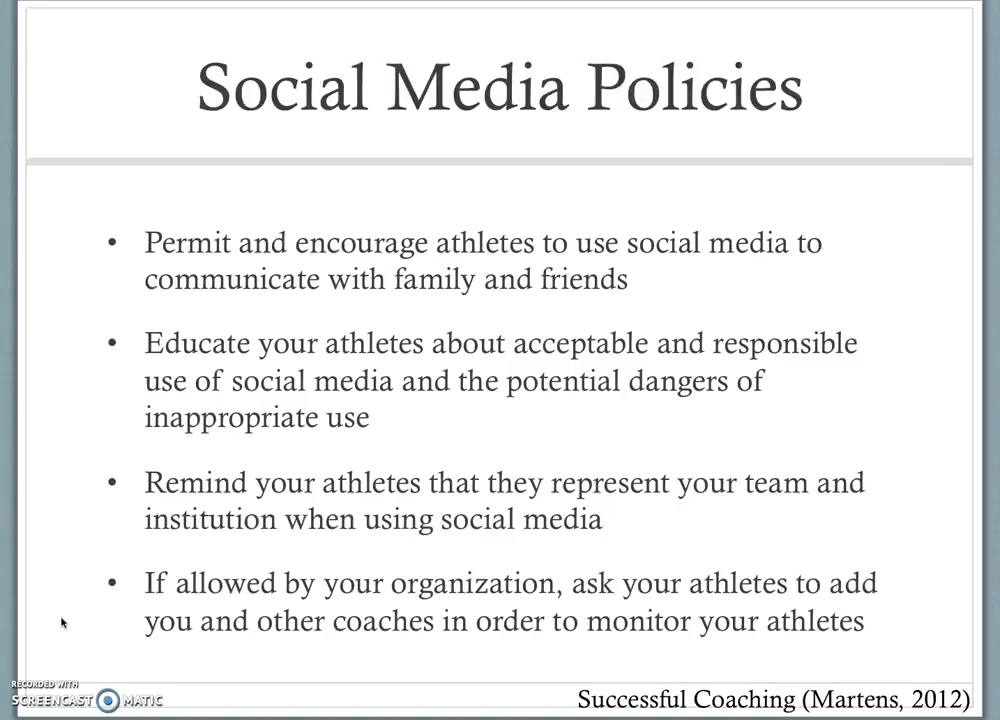 Social Media Policies
• Permit and encourage athletes to use social media to
communicate with family and friends
• Educate your athletes about acceptable and responsible
use of social media and the potential dangers of
inappropriate use
• Remind your athletes that they represent your team and
institution when using social media
• If allowed by your organization, ask your athletes to add
you and other coaches in order to monitor your athletes
RECORDED WITH
SCREENCAST MATIC
Successful Coaching (Martens, 2012)